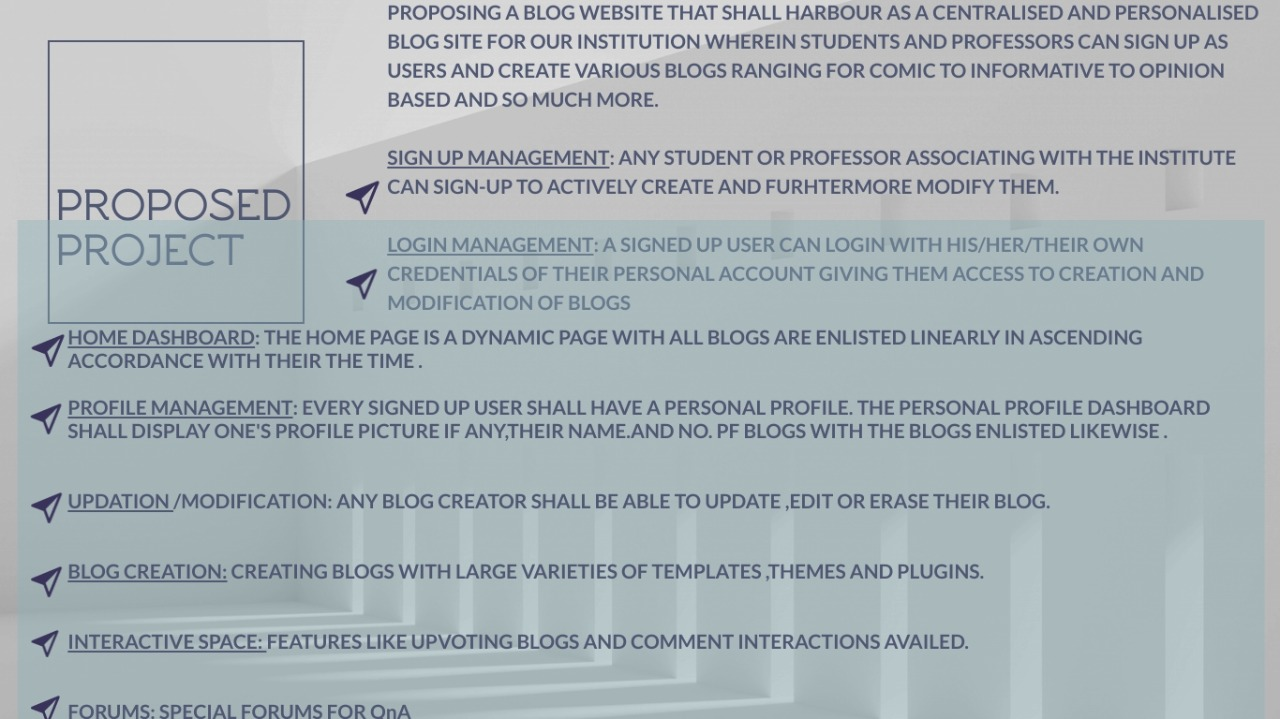 PROPOSED
PROJECT
PROPOSING A BLOG WEBSITE THAT SHALL HARBOUR AS A CENTRALISED AND PERSONALISED
BLOG SITE FOR OUR INSTITUTION WHEREIN STUDENTS AND PROFESSORS CAN SIGN UP AS
USERS AND CREATE VARIOUS BLOGS RANGING FOR COMIC TO INFORMATIVE TO OPINION
BASED AND SO MUCH MORE.
SIGN UP MANAGEMENT: ANY STUDENT OR PROFESSOR ASSOCIATING WITH THE INSTITUTE
CAN SIGN-UP TO ACTIVELY CREATE AND FURHTERMORE MODIFY THEM.
LOGIN MANAGEMENT: A SIGNED UP USER CAN LOGIN WITH HIS/HER/THEIR OWN
CREDENTIALS OF THEIR PERSONAL ACCOUNT GIVING THEM ACCESS TO CREATION AND
MODIFICATION OF BLOGS
HOME DASHBOARD: THE HOME PAGE IS A DYNAMIC PAGE WITH ALL BLOGS ARE ENLISTED LINEARLY IN ASCENDING
ACCORDANCE WITH THEIR THE TIME .
PROFILE MANAGEMENT: EVERY SIGNED UP USER SHALL HAVE A PERSONAL PROFILE. THE PERSONAL PROFILE DASHBOARD
SHALL DISPLAY ONE'S PROFILE PICTURE IF ANY,THEIR NAME.AND NO. PF BLOGS WITH THE BLOGS ENLISTED LIKEWISE .
UPDATION /MODIFICATION: ANY BLOG CREATOR SHALL BE ABLE TO UPDATE ,EDIT OR ERASE THEIR BLOG.
BLOG CREATION: CREATING BLOGS WITH LARGE VARIETIES OF TEMPLATES ,THEMES AND PLUGINS.
INTERACTIVE SPACE: FEATURES LIKE UPVOTING BLOGS AND COMMENT INTERACTIONS AVAILED.
FORUMS: SPECIAL FORUMS FOR QnA